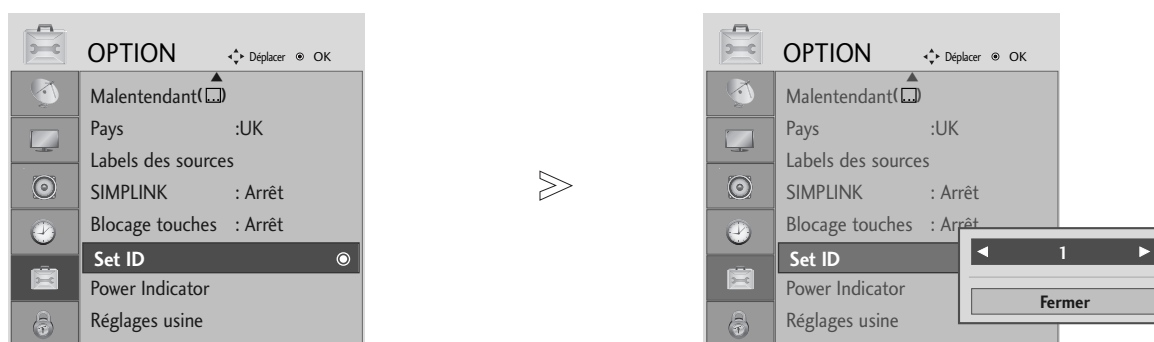 OPTION
Déplacer OK
Malentendant( )
Pays :UK
Labels des sources
SIMPLINK : Arrêt
Blocage touches : Arrêt
Set ID
Power Indicator
Réglages usine
OPTION
Déplacer OK
Malentendant( )
Pays :UK
Labels des sources
SIMPLINK : Arrêt
Blocage touches : Arrêt
Set ID
1
Power Indicator
Fermer
Réglages usine